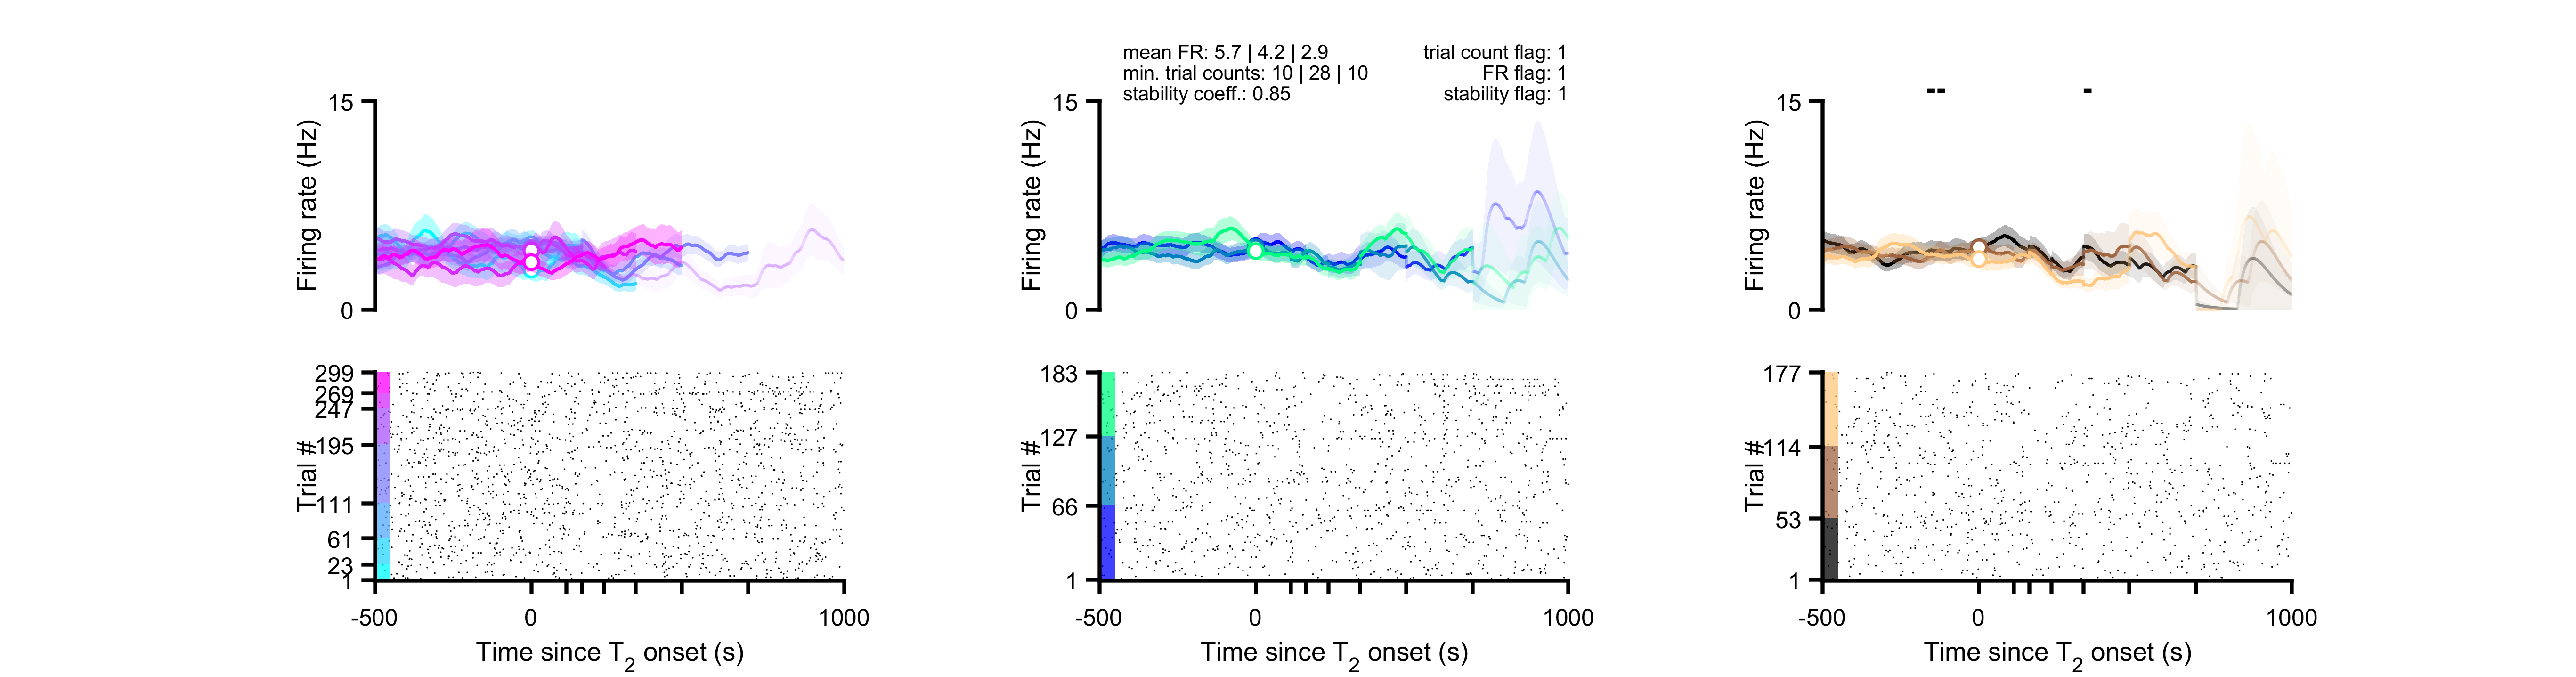 mean FR: 5.7 | 4.2 | 2.9
min. trial counts: 10 | 28 | 10
stability coeff.: 0.85
trial count flag: 1
FR flag: 1
stability flag: 1
15
Firing rate (Hz)
0
299
269
247
195
111
61
23
1
Trial #
-500 0 1000
Time since T2 onset (s)
15
Firing rate (Hz)
0
183
127
66
1
Trial #
-500 0 1000
Time since T2 onset (s)
15
Firing rate (Hz)
0
177
114
53
1
Trial #
-500 0 1000
Time since T2 onset (s)